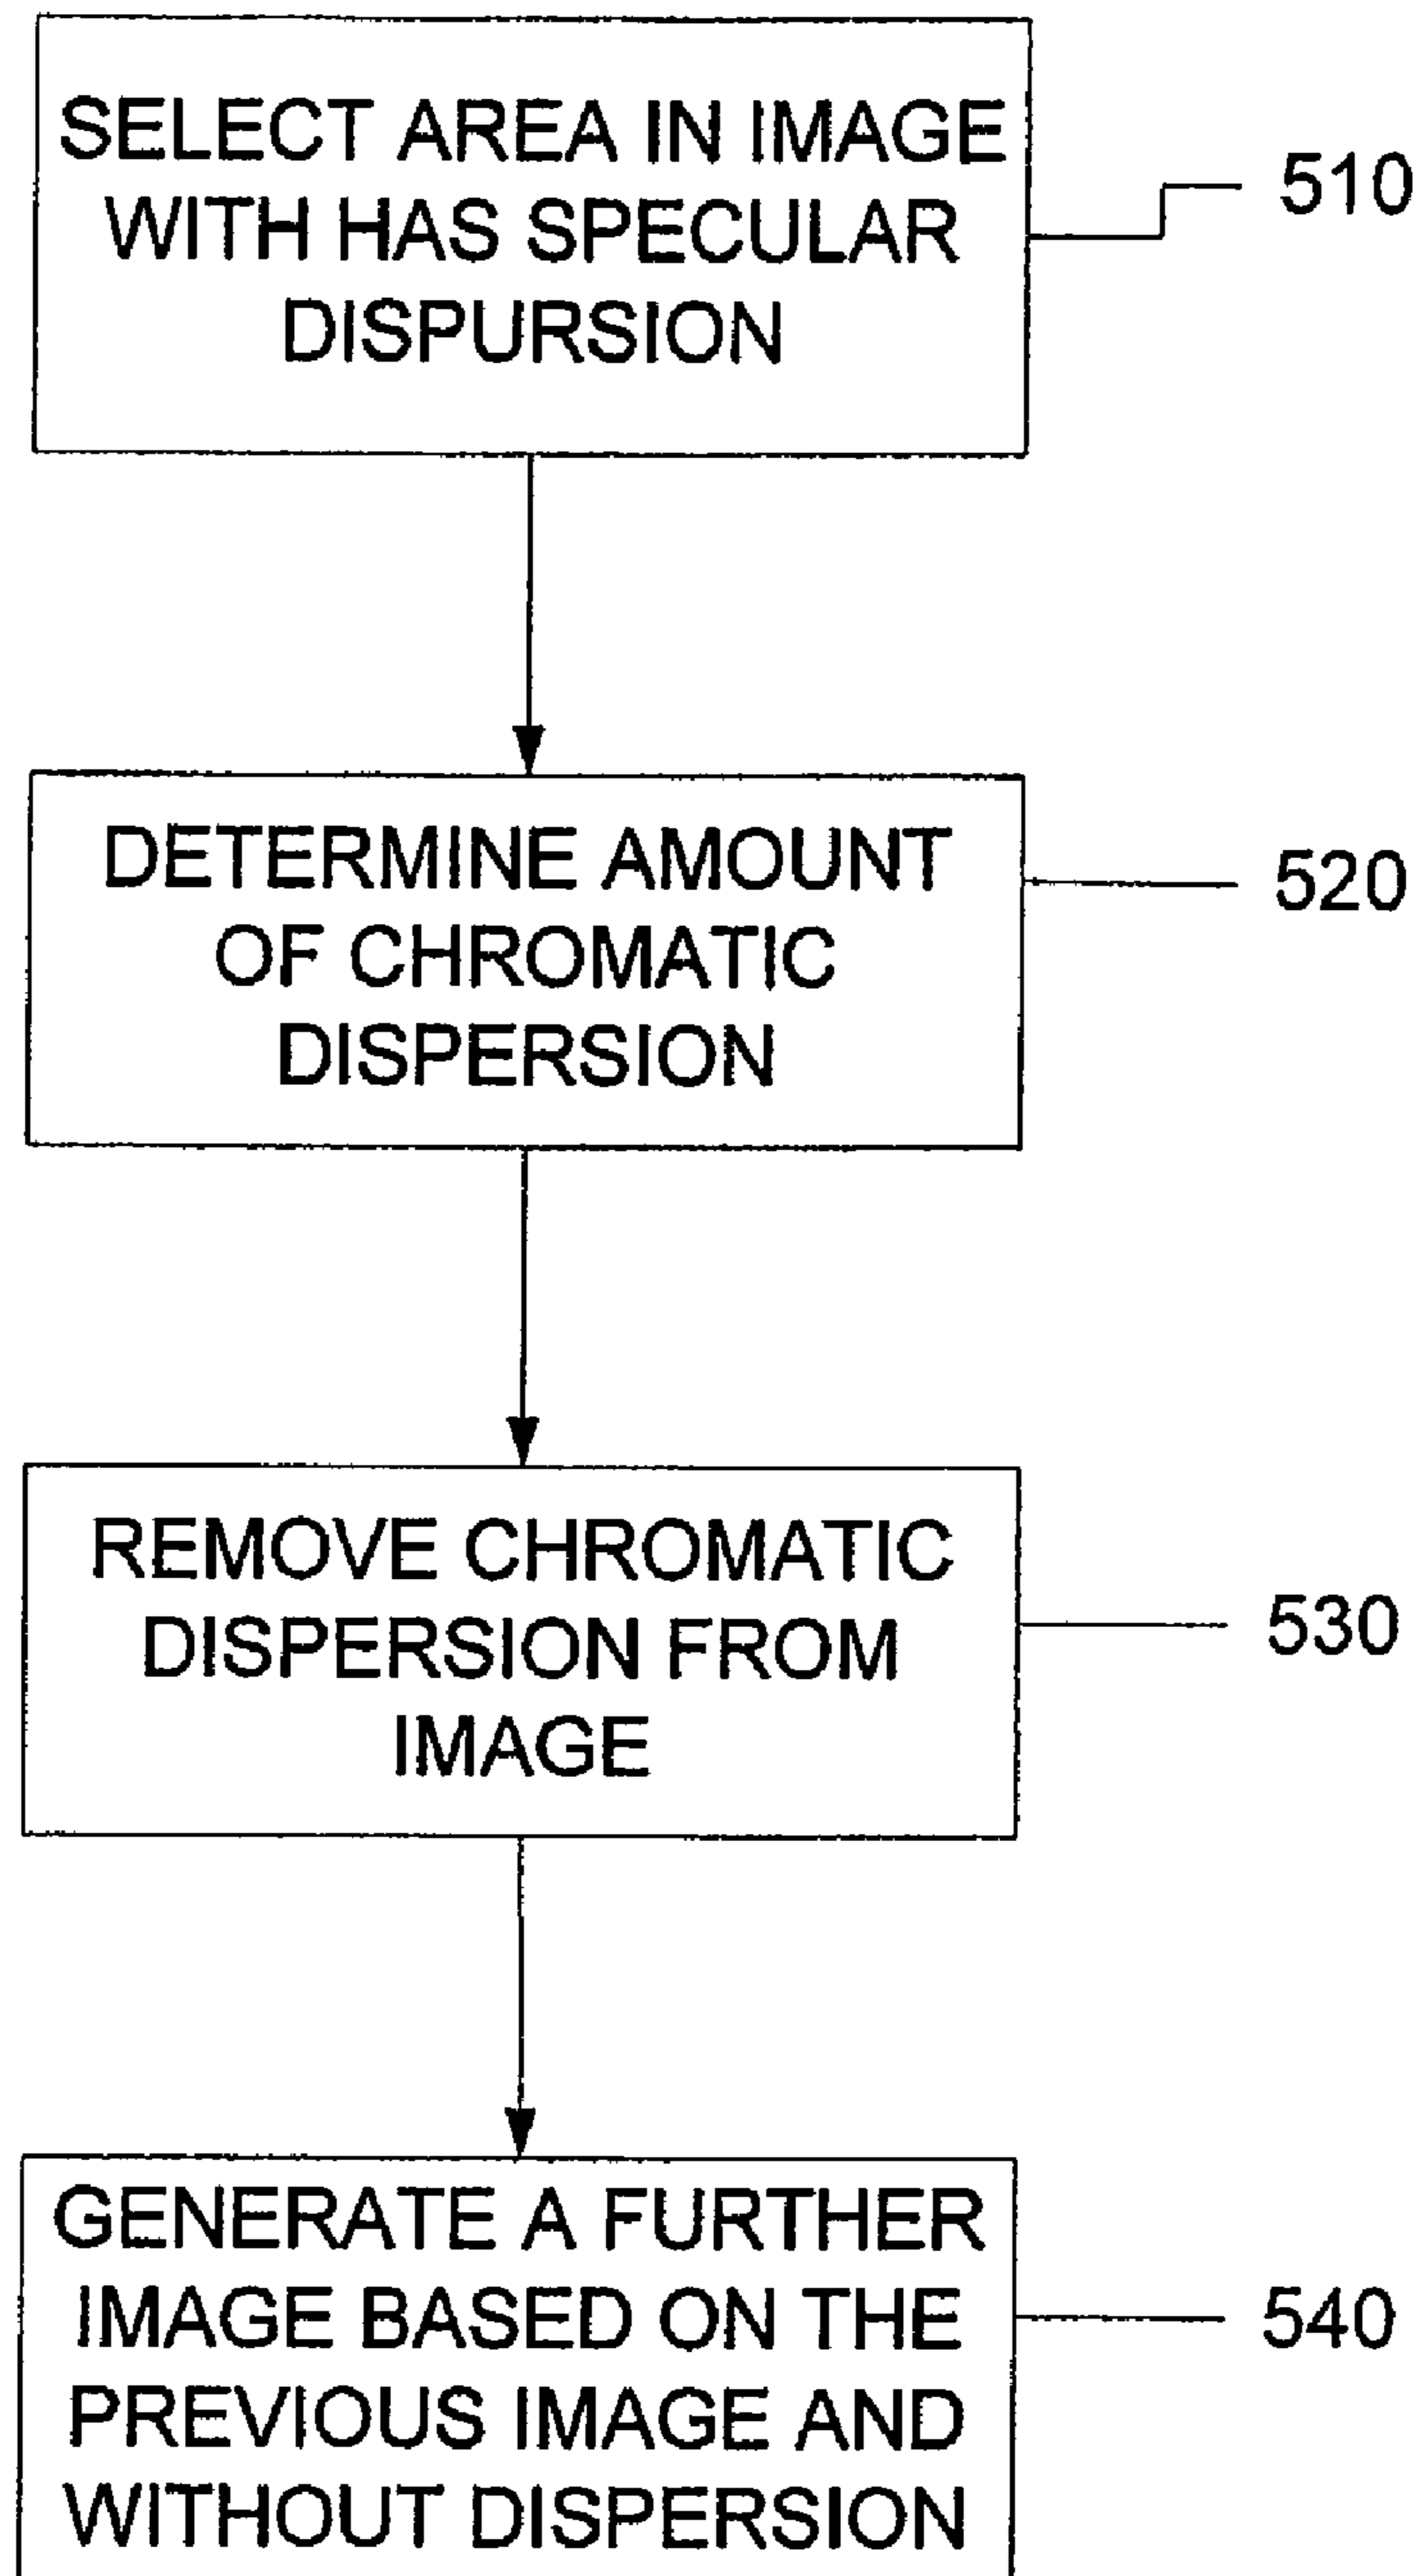 SELECT AREA IN IMAGE
WITH HAS SPECULAR
DISPURSION
510
DETERMINE AMOUNT
OF CHROMATIC
DISPERSION
520
REMOVE CHROMATIC
DISPERSION FROM
IMAGE
530
GENERATE A FURTHER
IMAGE BASED ON THE
PREVIOUS IMAGE AND
WITHOUT DISPERSION
540